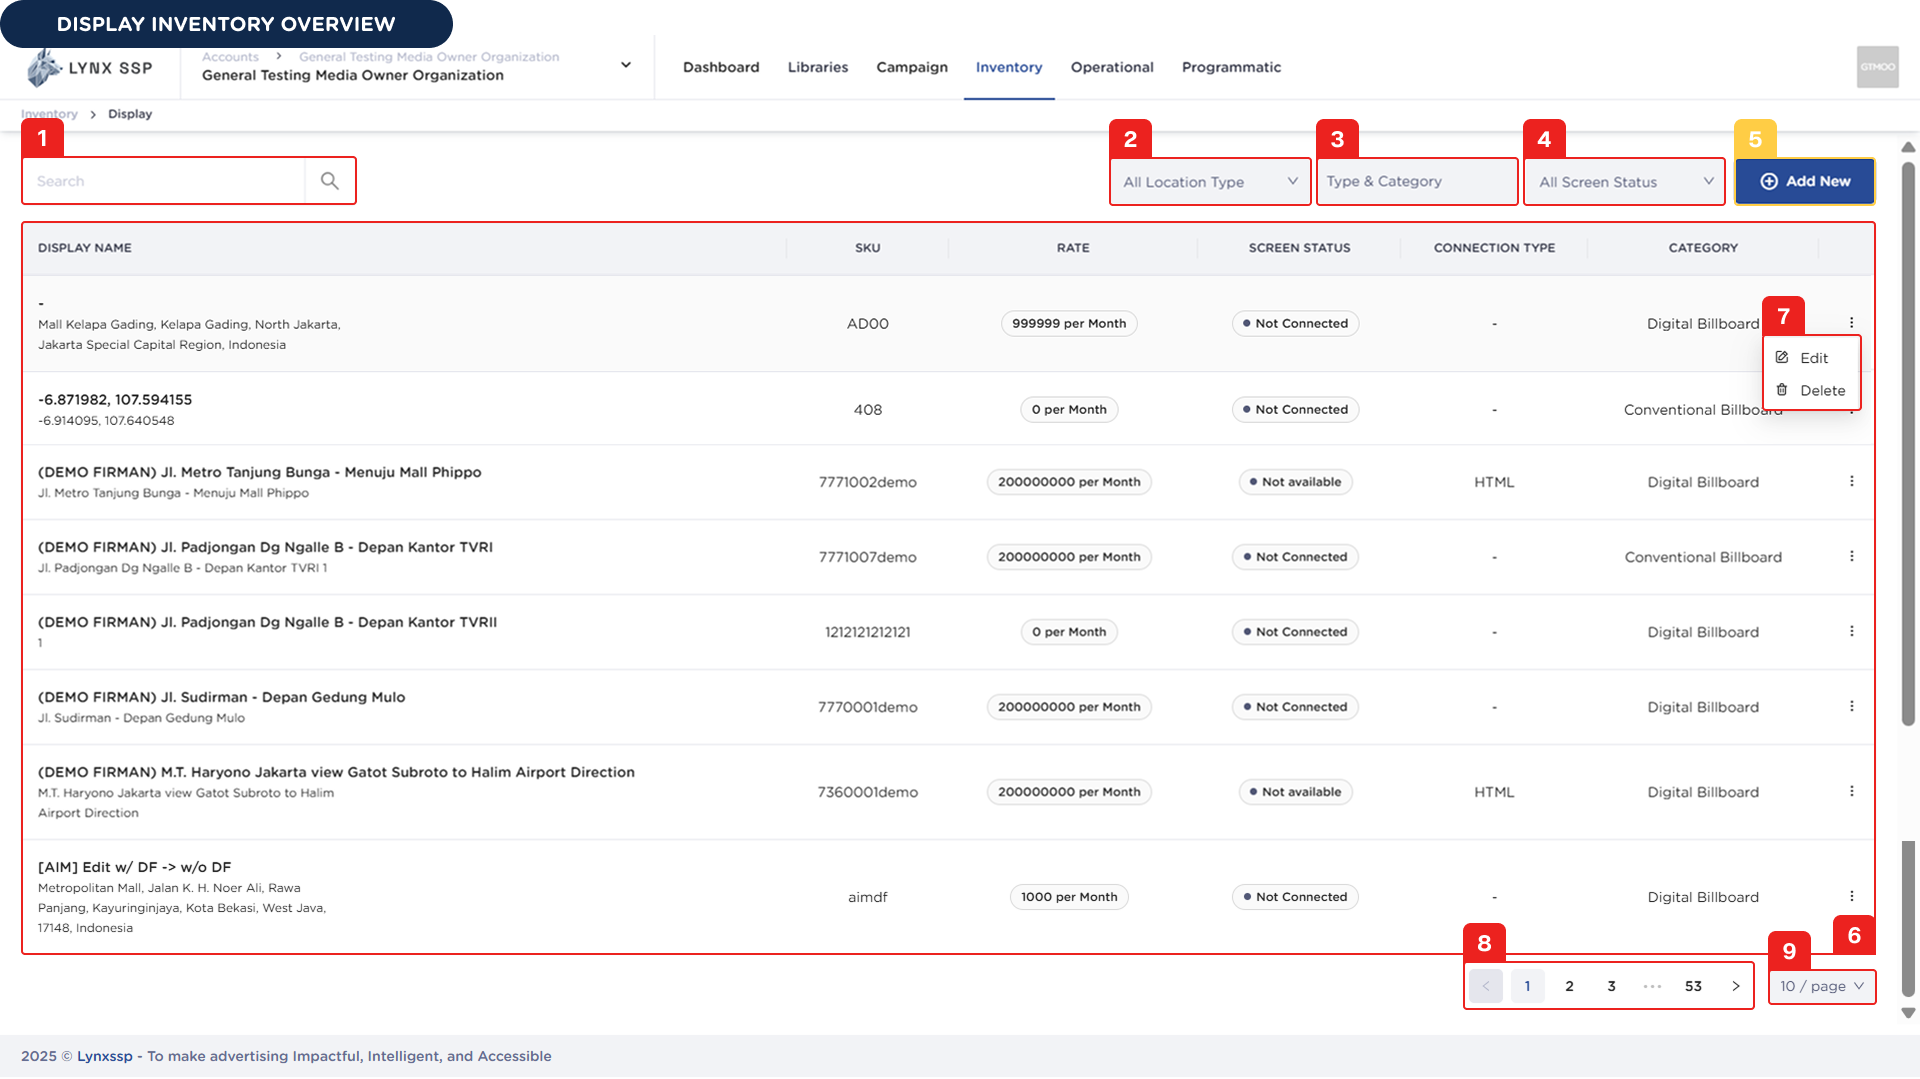 DISPLAY INVENTORY OVERVIEW
LYNX SSP
Accounts > General Testing Media Owner Organization
General Testing Media Owner Organization
Dashboard
Libraries
Campaign
Inventory
Operational
Programmatic
GTMOO
Inventory > Display
1
2
3
4
5
Search
All Location Type
Type & Category
All Screen Status
Add New
DISPLAY NAME
SKU
RATE
SCREEN STATUS
CONNECTION TYPE
CATEGORY
-
Mall Kelapa Gading, Kelapa Gading, North Jakarta,
Jakarta Special Capital Region, Indonesia
AD00
999999 per Month
Not Connected
-
Digital Billboard
7
Edit
Delete
-6.871982, 107.594155
-6.914095, 107.640548
408
0 per Month
Not Connected
-
Conventional Billboard
(DEMO FIRMAN) Jl. Metro Tanjung Bunga - Menuju Mall Phippo
Jl. Metro Tanjung Bunga - Menuju Mall Phippo
7771002demo
200000000 per Month
Not available
HTML
Digital Billboard
(DEMO FIRMAN) Jl. Padjongan Dg Ngalle B - Depan Kantor TVRI
Jl. Padjongan Dg Ngalle B - Depan Kantor TVRI 1
7771007demo
200000000 per Month
Not Connected
-
Conventional Billboard
(DEMO FIRMAN) Jl. Padjongan Dg Ngalle B - Depan Kantor TVRII
1
1212121212121
0 per Month
Not Connected
-
Digital Billboard
(DEMO FIRMAN) Jl. Sudirman - Depan Gedung Mulo
Jl. Sudirman - Depan Gedung Mulo
7770001demo
200000000 per Month
Not Connected
-
Digital Billboard
(DEMO FIRMAN) M.T. Haryono Jakarta view Gatot Subroto to Halim Airport Direction
M.T. Haryono Jakarta view Gatot Subroto to Halim
Airport Direction
7360001demo
200000000 per Month
Not available
HTML
Digital Billboard
[AIM] Edit w/ DF -> w/o DF
Metropolitan Mall, Jalan K. H. Noer Ali, Rawa
Panjang, Kayuringinjaya, Kota Bekasi, West Java,
17148, Indonesia
aimdf
1000 per Month
Not Connected
-
Digital Billboard
6
8
9
< 1 2 3 ••• 53 >
10 / page
2025 © Lynxssp - To make advertising Impactful, Intelligent, and Accessible